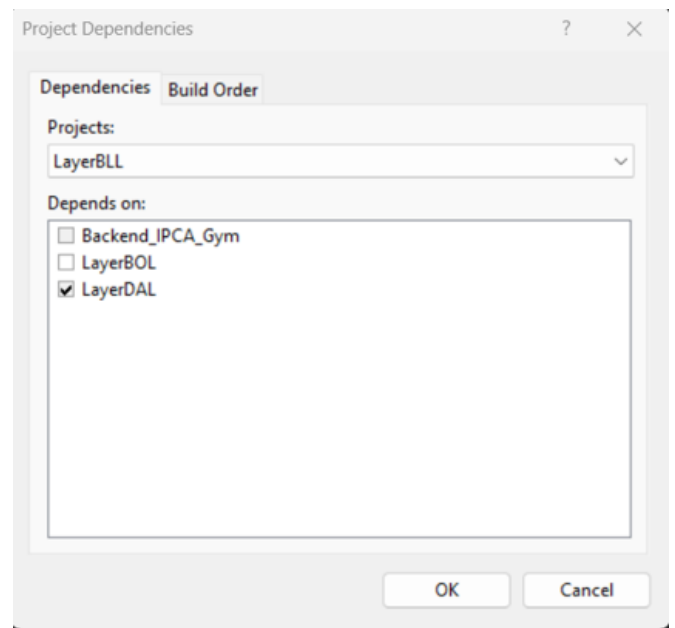 Project Dependencies ?
Dependencies Build Order
Projects:
LayerBLL
Depends on:
Backend_IPCA_Gym
LayerBOL
LayerDAL
OK Cancel